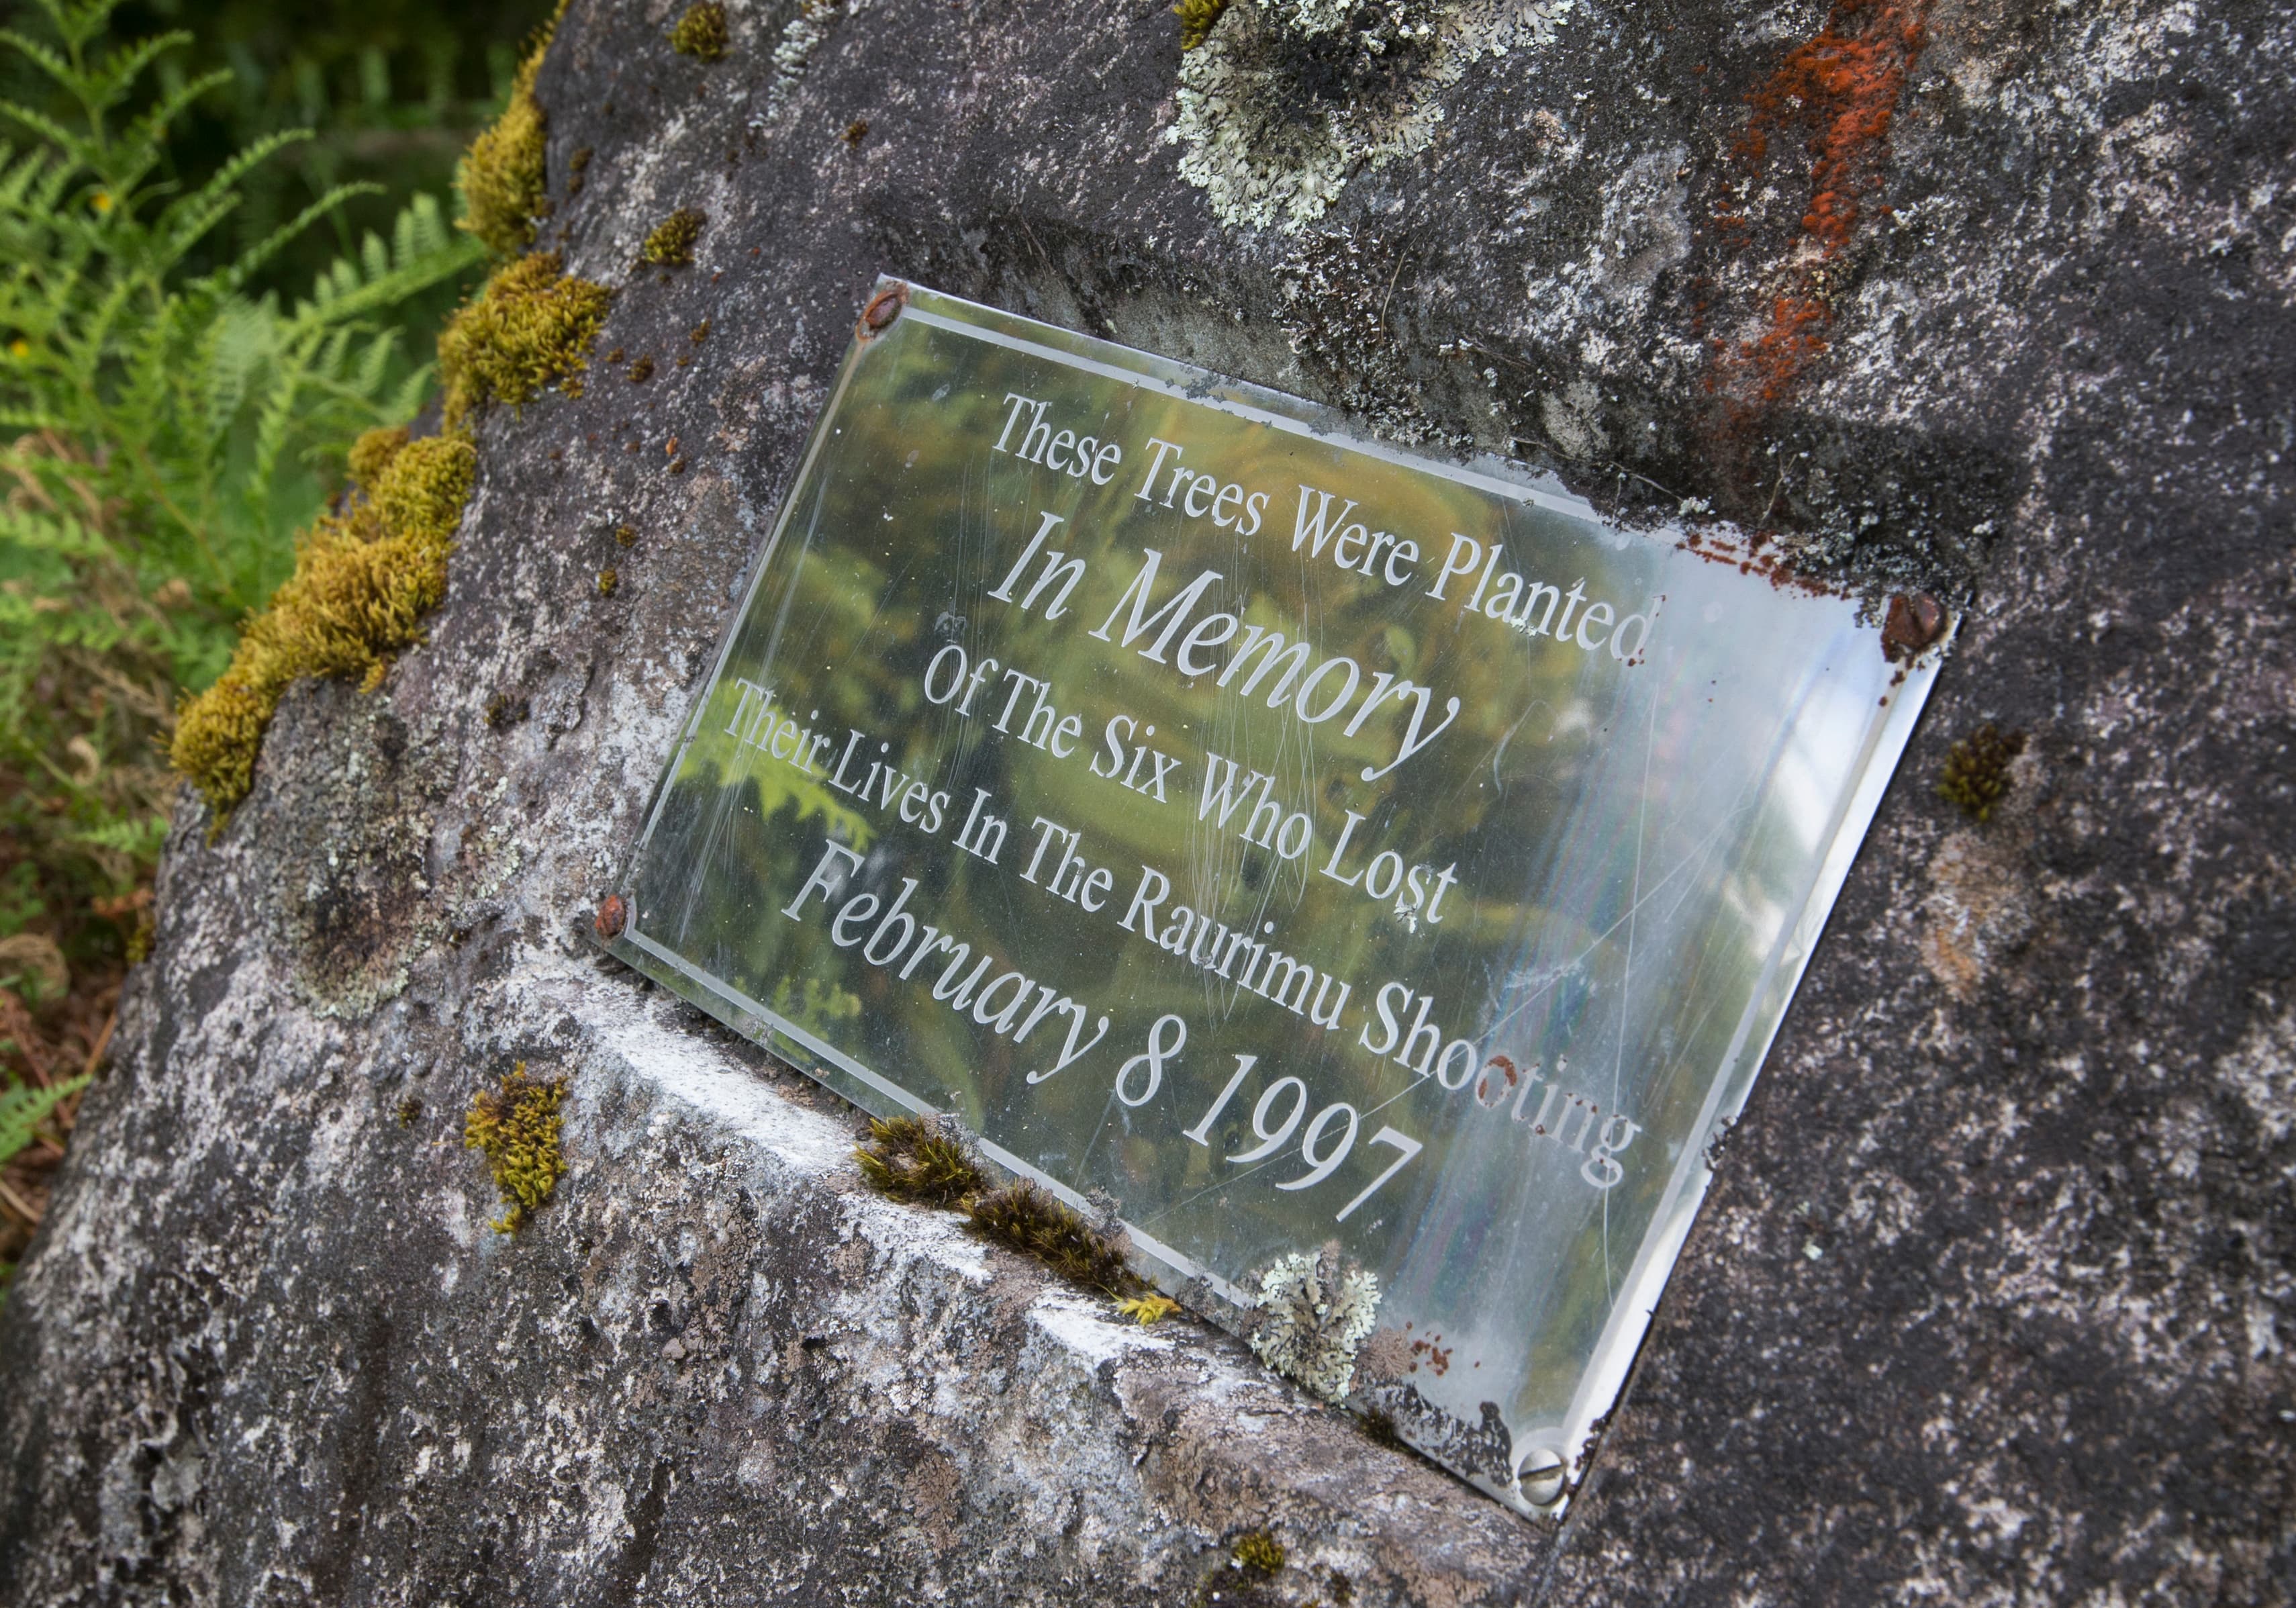 These Trees Were Planted
In Memory
Of The Six Who Lost
Their Lives In The Raurimu Shooting
February 8 1997